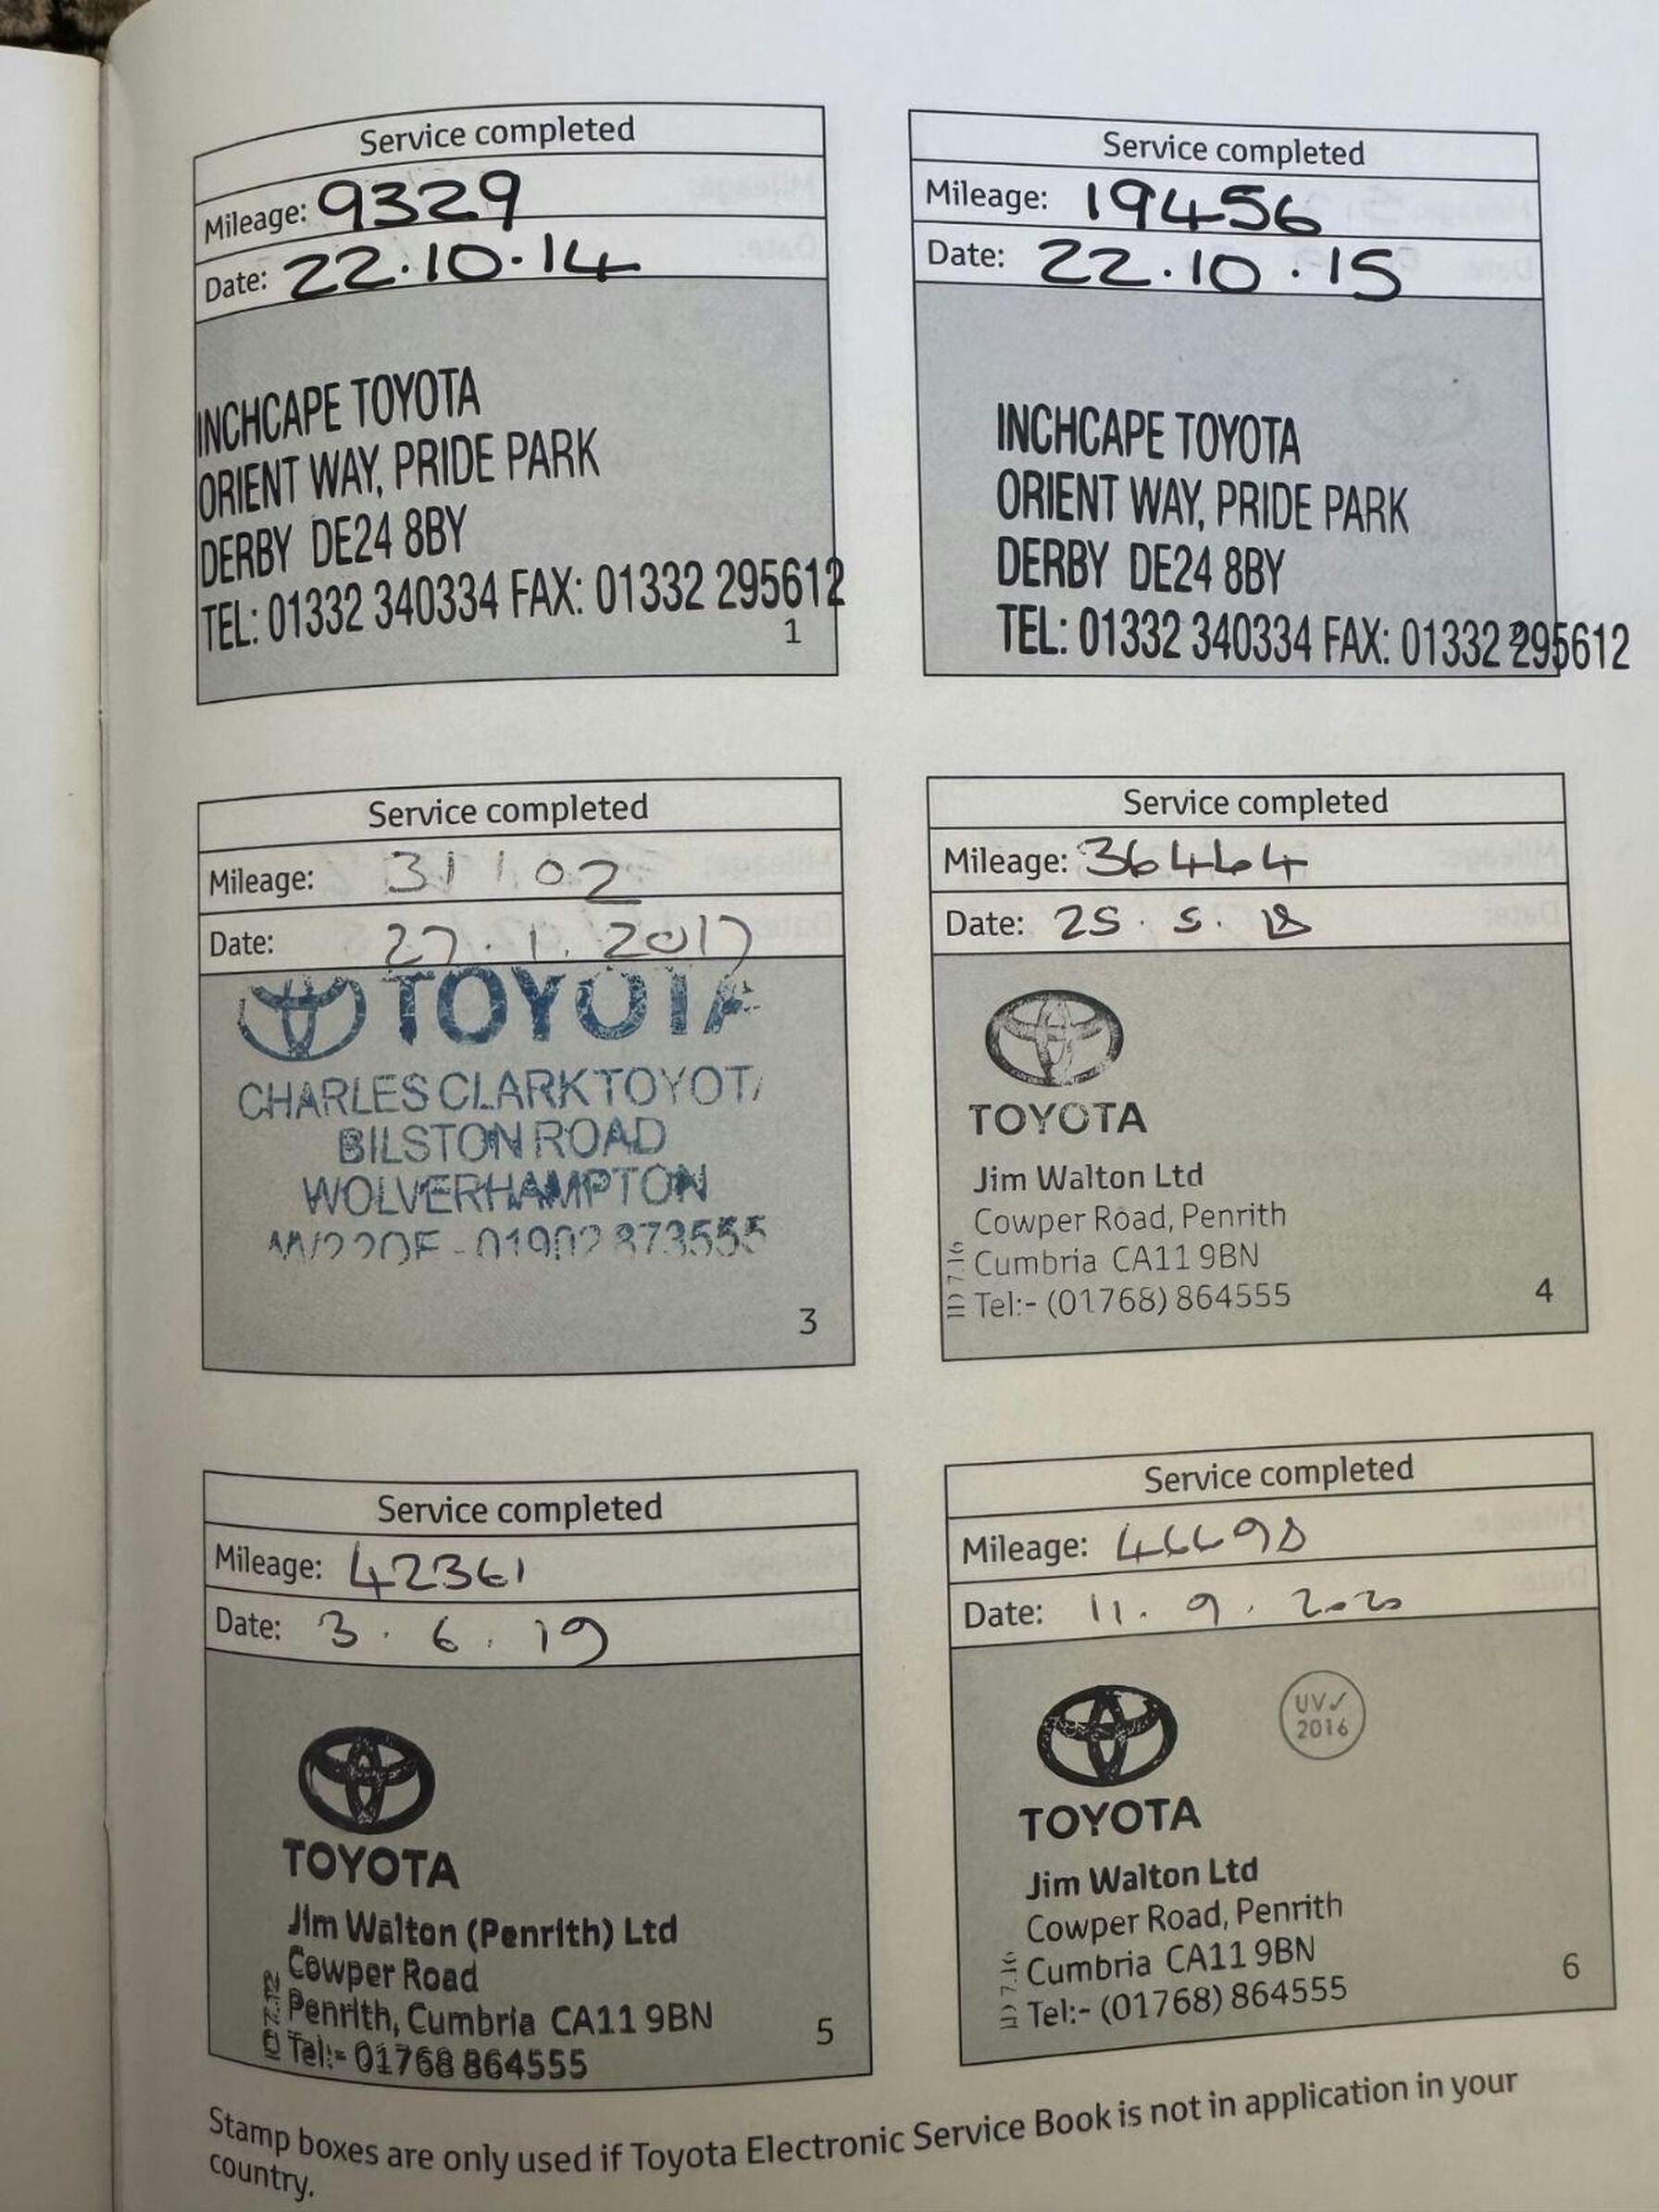 Service completed
Mileage: 9329
Date: 22.10.14
INCHCAPE TOYOTA
ORIENT WAY, PRIDE PARK
DERBY DE24 8BY
TEL: 01332 340334 FAX: 01332 295612
1
Service completed
Mileage: 19456
Date: 22.10.15
INCHCAPE TOYOTA
ORIENT WAY, PRIDE PARK
DERBY DE24 8BY
TEL: 01332 340334 FAX: 01332 295612
Service completed
Mileage: 31102
Date: 27.1.2017
TOYOTA
CHARLES CLARK TOYOT
BILSTON ROAD
WOLVERHAMPTON
3
Service completed
Mileage: 36464
Date: 25.5.18
TOYOTA
Jim Walton Ltd
Cowper Road, Penrith
Cumbria CA11 9BN
Tel:- (01768) 864555
4
Service completed
Mileage: 42361
Date: 3.6.19
TOYOTA
Jim Walton (Penrith) Ltd
Cowper Road
Penrith, Cumbria CA11 9BN
Tel:- 01768 864555
5
Service completed
Mileage:
Date: 11.9.2020
UV✓
2016
TOYOTA
Jim Walton Ltd
Cowper Road, Penrith
Cumbria CA11 9BN
Tel:- (01768) 864555
6
Stamp boxes are only used if Toyota Electronic Service Book is not in application in your
country.